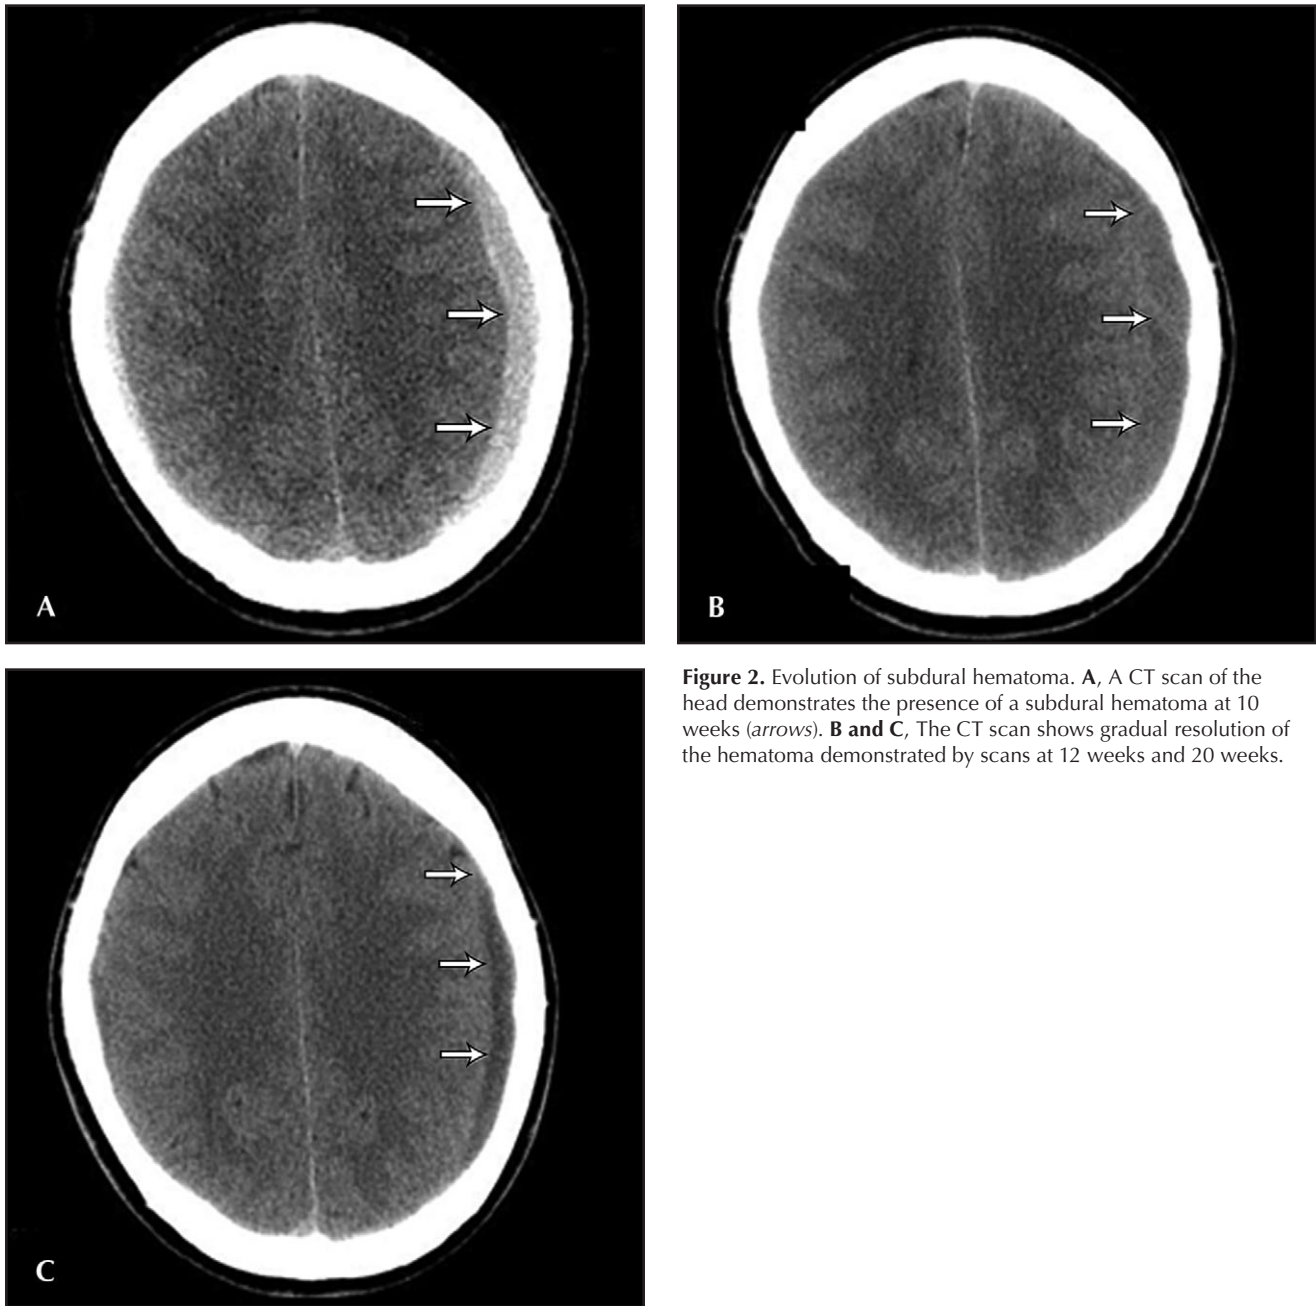 A
B
Figure 2. Evolution of subdural hematoma. A, A CT scan of the
head demonstrates the presence of a subdural hematoma at 10
weeks (arrows). B and C, The CT scan shows gradual resolution of
the hematoma demonstrated by scans at 12 weeks and 20 weeks.
C